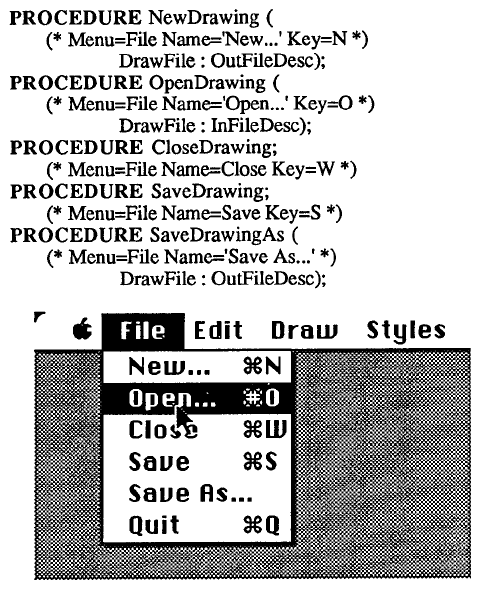 PROCEDURE NewDrawing (
(* Menu=File Name='New...' Key=N *)
DrawFile : OutFileDesc);
PROCEDURE OpenDrawing (
(* Menu=File Name='Open...' Key=O *)
DrawFile : InFileDesc);
PROCEDURE CloseDrawing;
(* Menu=File Name=Close Key=W *)
PROCEDURE SaveDrawing;
(* Menu=File Name=Save Key=S *)
PROCEDURE SaveDrawingAs (
(* Menu=File Name='Save As...' *)
DrawFile : OutFileDesc);
File Edit Draw Styles
New... ⌘N
Open... ⌘O
Close ⌘W
Save ⌘S
Save As...
Quit ⌘Q